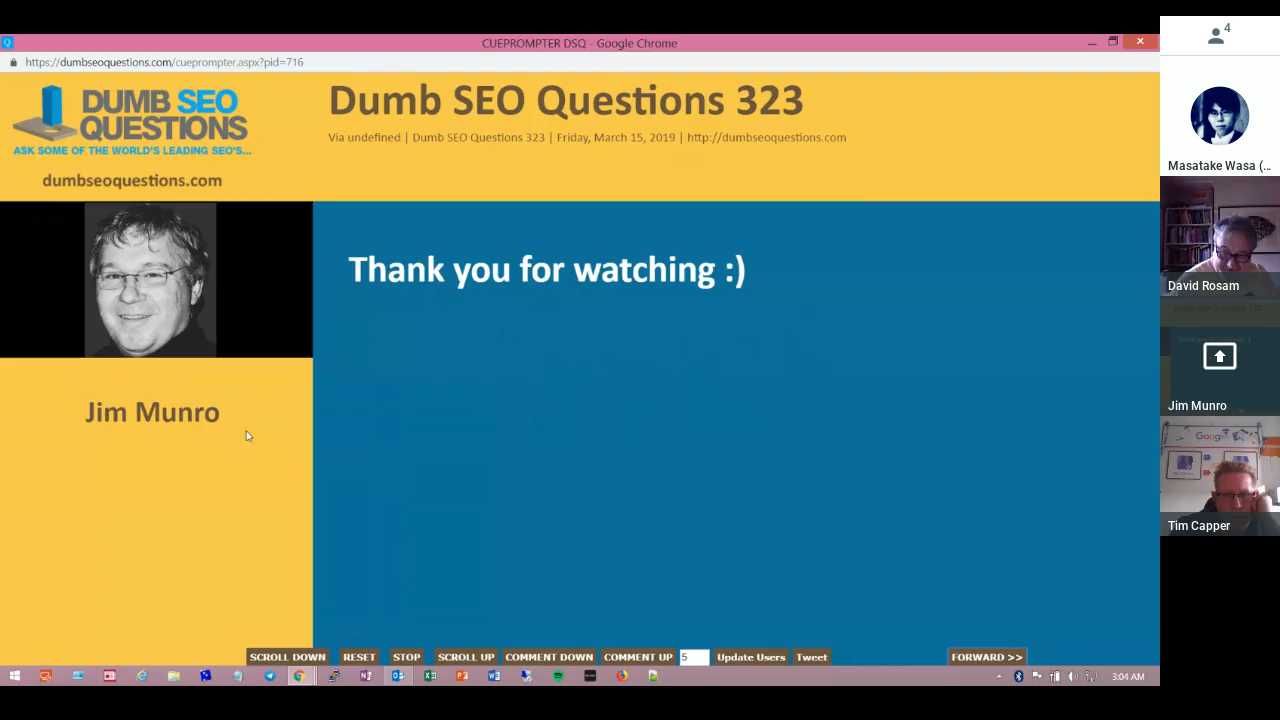 CUEPROMPTER DSQ - Google Chrome
https://dumbseoquestions.com/cueprompter.aspx?pid=716
4
DUMB SEO
QUESTIONS
ASK SOME OF THE WORLD'S LEADING SEO'S...
dumbseoquestions.com
Dumb SEO Questions 323
Via undefined | Dumb SEO Questions 323 | Friday, March 15, 2019 | http://dumbseoquestions.com
Thank you for watching :)
Jim Munro
Masatake Wasa (...
David Rosam
Jim Munro
Google
Tim Capper
SCROLL DOWN
RESET
STOP
SCROLL UP
COMMENT DOWN
COMMENT UP
5
Update Users
Tweet
FORWARD >>
3:04 AM